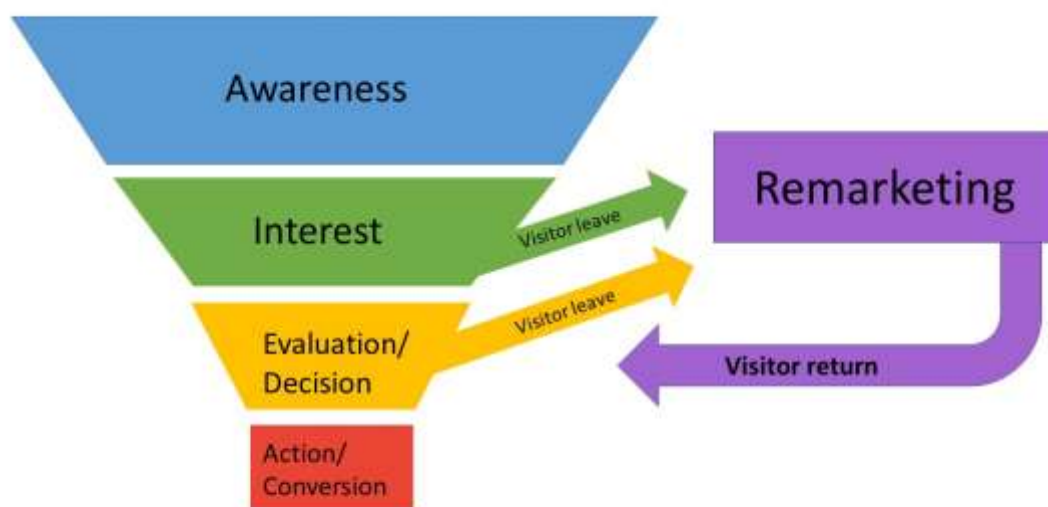 Awareness
Interest
Visitor leave
Remarketing
Visitor leave
Evaluation/
Decision
Visitor return
Action/
Conversion